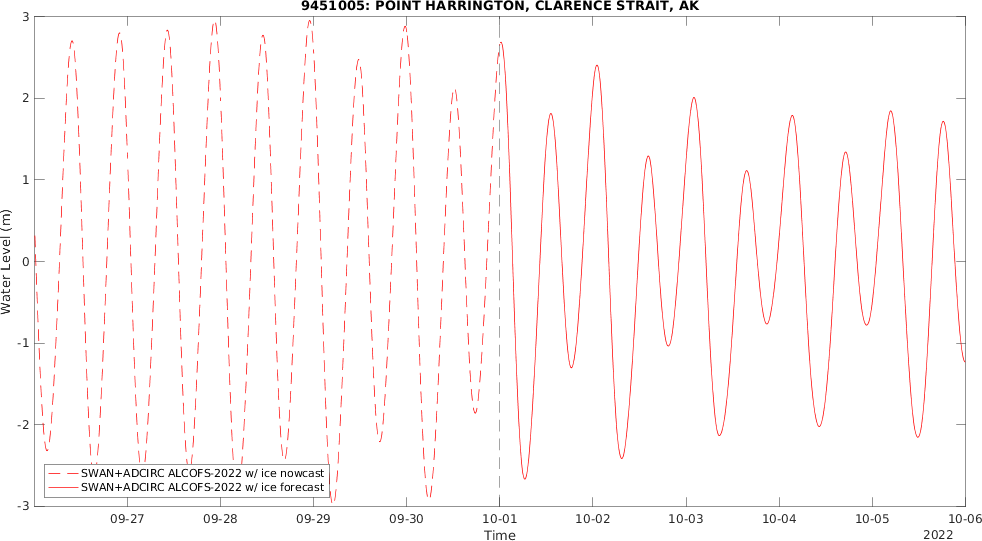 9451005: POINT HARRINGTON, CLARENCE STRAIT, AK
3
2
1
0
-1
-2
-3
Water Level (m)
SWAN+ADCIRC ALCOFS-2022 w/ ice nowcast
SWAN+ADCIRC ALCOFS-2022 w/ ice forecast
09-27 09-28 09-29 09-30 10-01 10-02 10-03 10-04 10-05 10-06
Time
2022